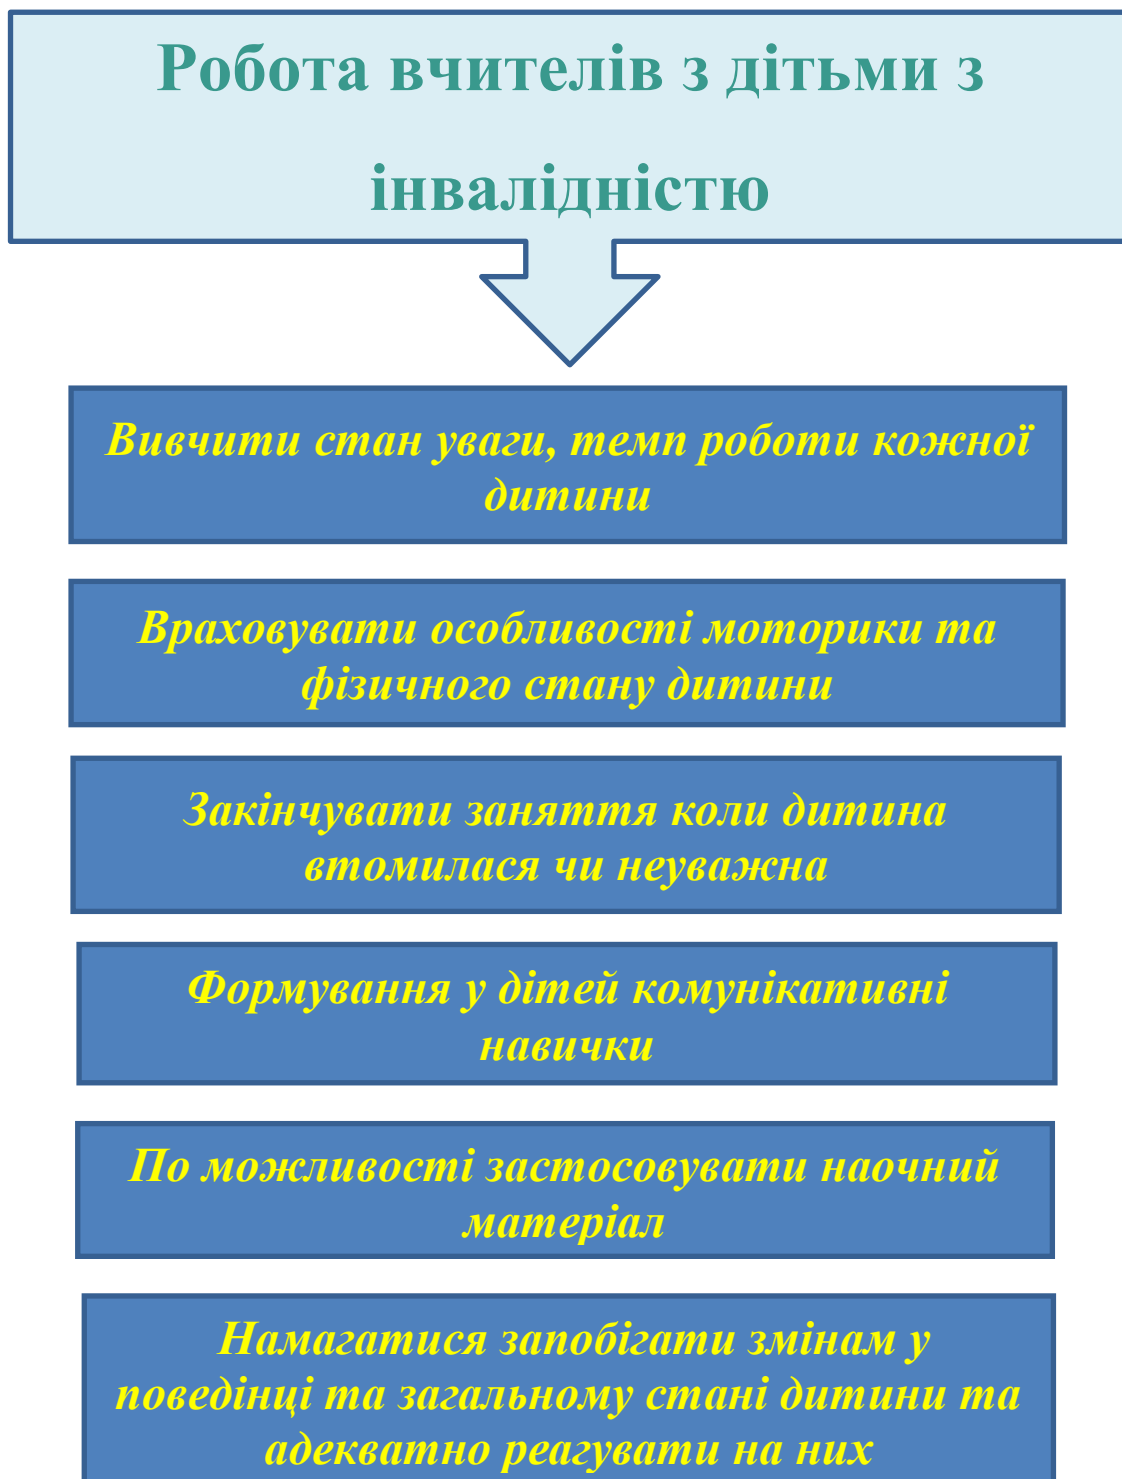 Робота вчителів з дітьми з
інвалідністю
Вивчити стан уваги, темп роботи кожної
дитини
Враховувати особливості моторики та
фізичного стану дитини
Закінчувати заняття коли дитина
втомилася чи неуважна
Формування у дітей комунікативні
навички
По можливості застосовувати наочний
матеріал
Намагатися запобігати змінам у
поведінці та загальному стані дитини та
адекватно реагувати на них